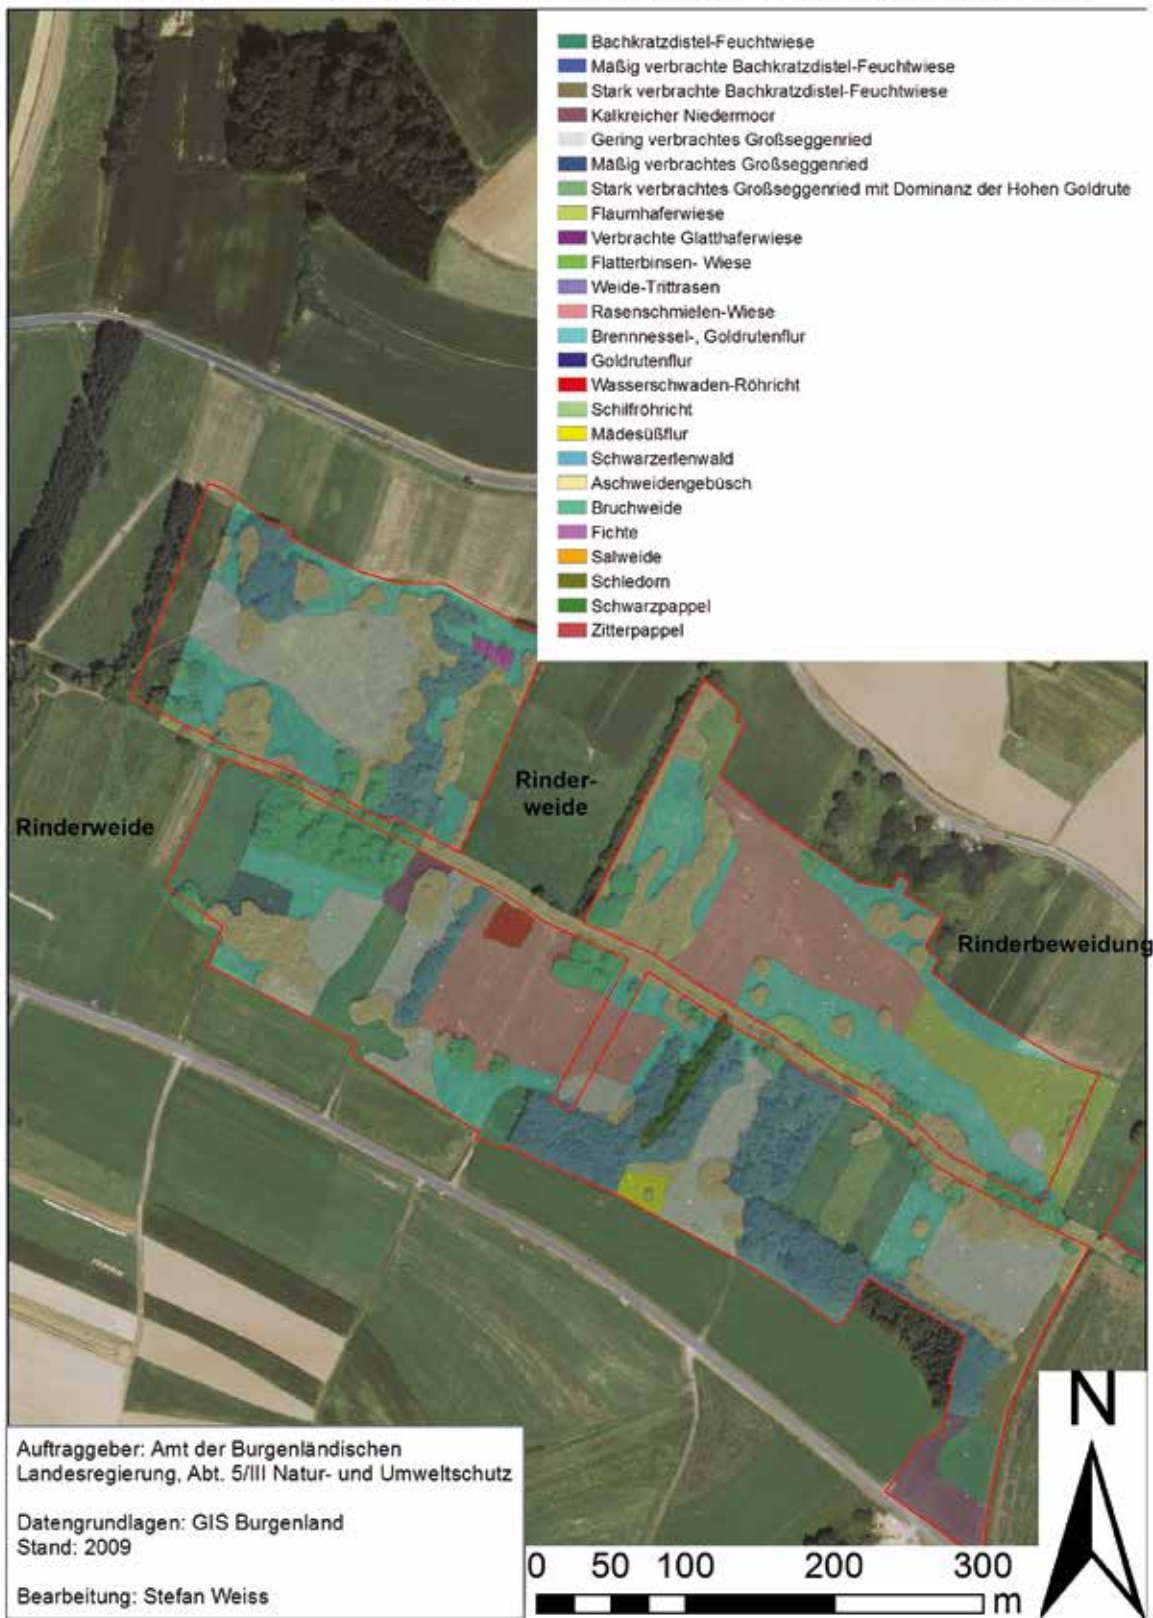 Bachkratzdistel-Feuchtwiese
Mäßig verbrachte Bachkratzdistel-Feuchtwiese
Stark verbrachte Bachkratzdistel-Feuchtwiese
Kalkreicher Niedermoor
Gering verbrachtes Großseggenried
Mäßig verbrachtes Großseggenried
Stark verbrachtes Großseggenried mit Dominanz der Hohen Goldrute
Flaumhaferwiese
Verbrachte Glatthaferwiese
Flatterbinsen- Wiese
Weide-Trittrasen
Rasenschmielen-Wiese
Brennnessel-, Goldrutenflur
Goldrutenflur
Wasserschwaden-Röhricht
Schilfröhricht
Mädesüßflur
Schwarzerlenwald
Aschweidengebüsch
Bruchweide
Fichte
Salweide
Schledorn
Schwarzpappel
Zitterpappel
Rinder-
weide
Rinderweide
Rinderbeweidung
N
Auftraggeber: Amt der Burgenländischen
Landesregierung, Abt. 5/III Natur- und Umweltschutz
Datengrundlagen: GIS Burgenland
Stand: 2009
Bearbeitung: Stefan Weiss
0 50 100 200 300
m